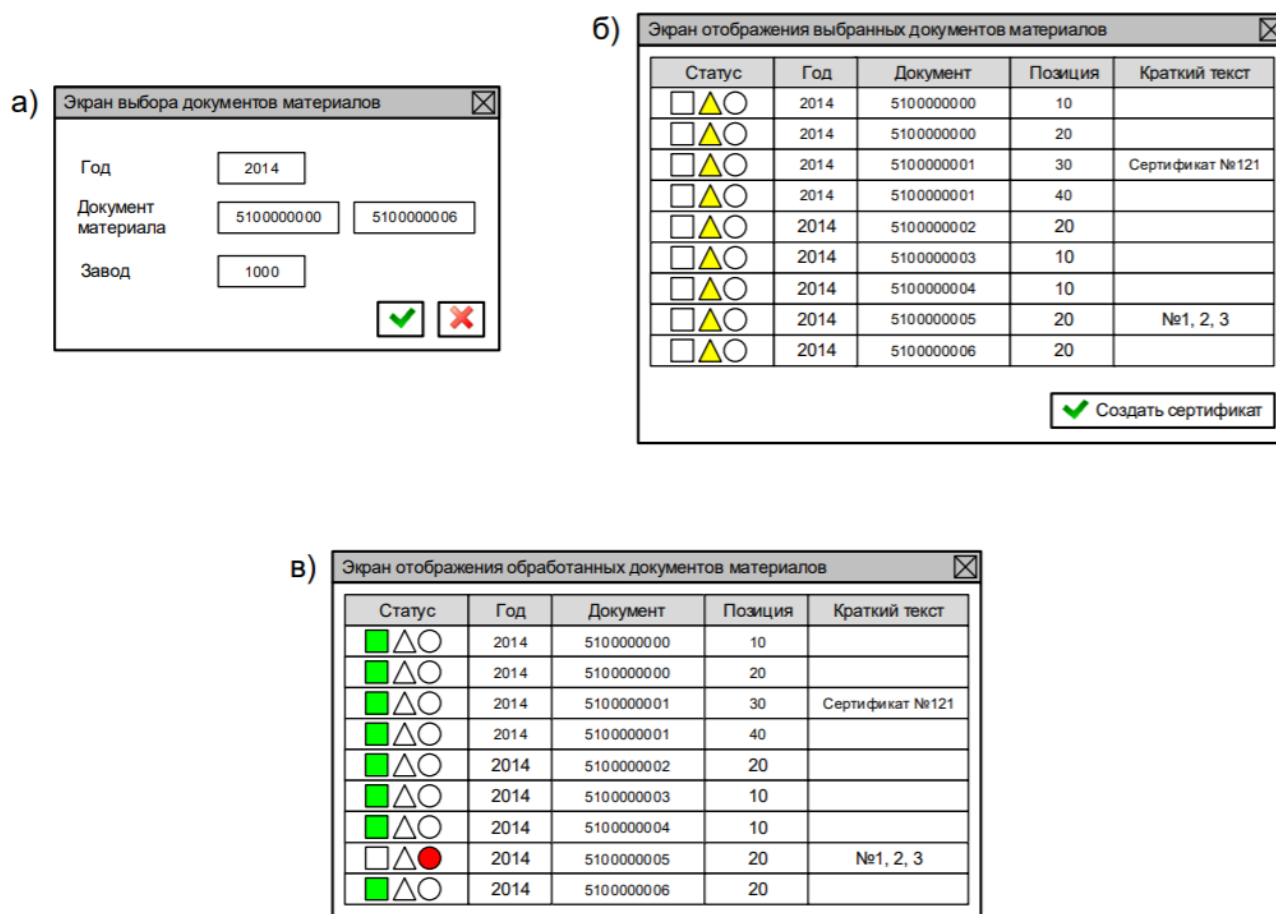 а)
Экран выбора документов материалов
Год 2014
Документ материала 5100000000 5100000006
Завод 1000
б)
Экран отображения выбранных документов материалов
Статус Год Документ Позиция Краткий текст
2014 5100000000 10
2014 5100000000 20
2014 5100000001 30 Сертификат №121
2014 5100000001 40
2014 5100000002 20
2014 5100000003 10
2014 5100000004 10
2014 5100000005 20 №1, 2, 3
2014 5100000006 20
Создать сертификат
в)
Экран отображения обработанных документов материалов
Статус Год Документ Позиция Краткий текст
2014 5100000000 10
2014 5100000000 20
2014 5100000001 30 Сертификат №121
2014 5100000001 40
2014 5100000002 20
2014 5100000003 10
2014 5100000004 10
2014 5100000005 20 №1, 2, 3
2014 5100000006 20